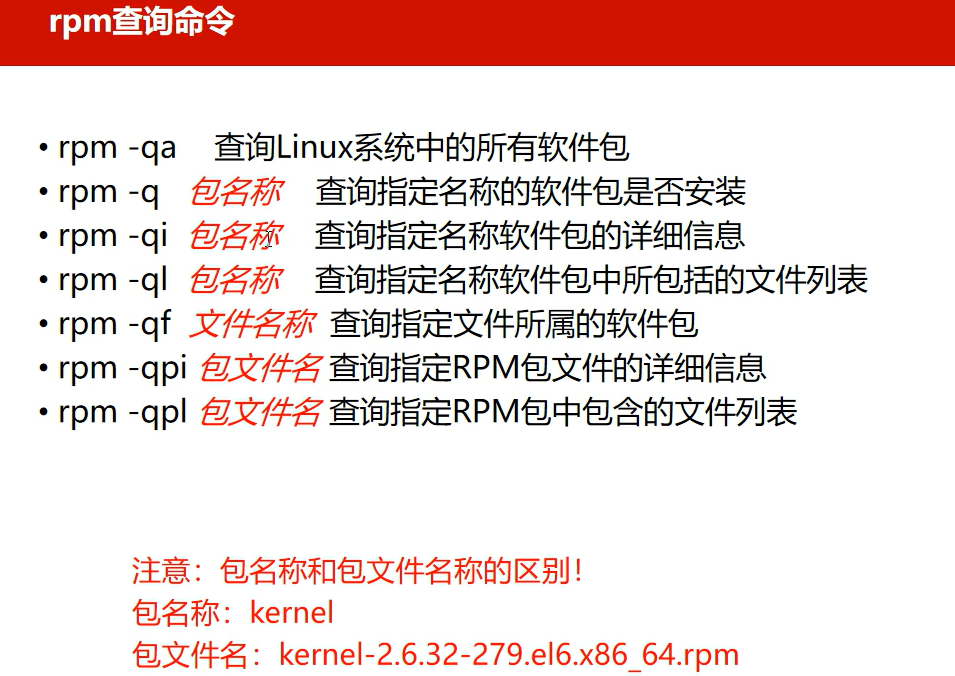 rpm查询命令
• rpm -qa 查询Linux系统中的所有软件包
• rpm -q 包名称 查询指定名称的软件包是否安装
• rpm -qi 包名称 查询指定名称软件包的详细信息
• rpm -ql 包名称 查询指定名称软件包中所包括的文件列表
• rpm -qf 文件名称 查询指定文件所属的软件包
• rpm -qpi 包文件名 查询指定RPM包文件的详细信息
• rpm -qpl 包文件名 查询指定RPM包中包含的文件列表
注意：包名称和包文件名称的区别！
包名称：kernel
包文件名：kernel-2.6.32-279.el6.x86_64.rpm